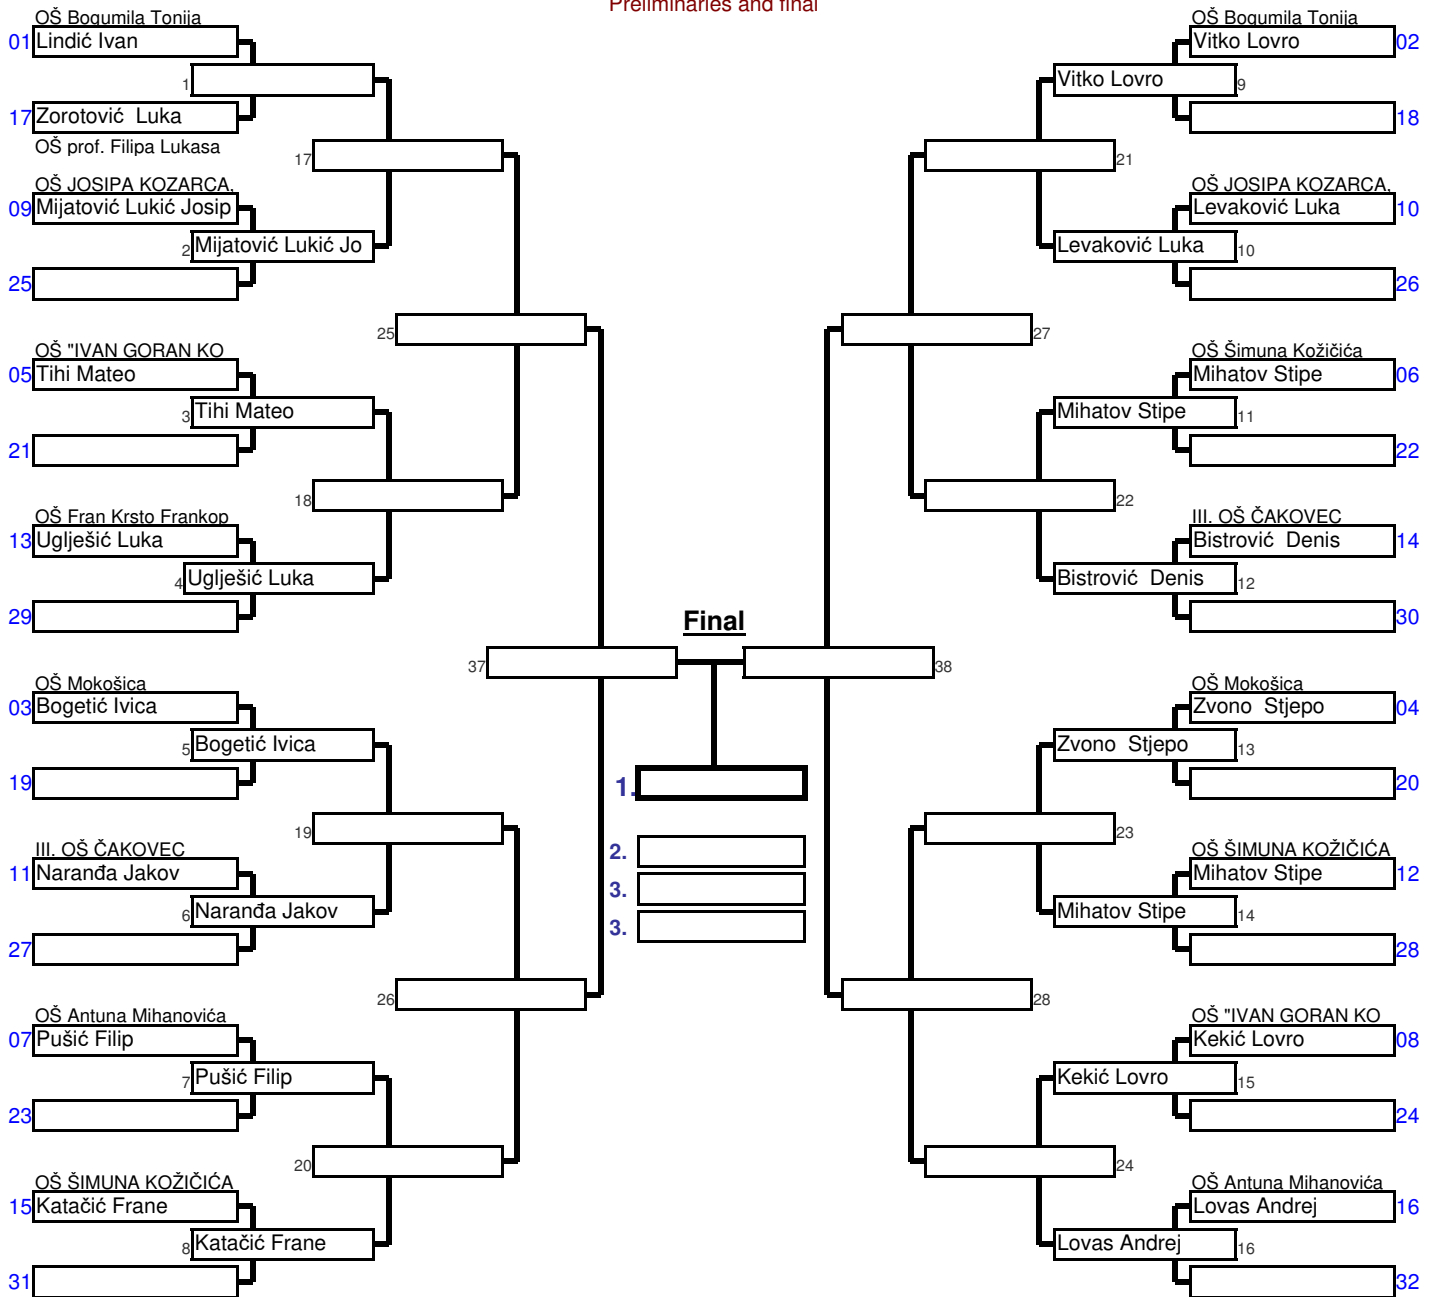 Preliminaries and final
OŠ Bogumila Tonija
01 Lindić Ivan
1
17 Zorotović  Luka
OŠ prof. Filipa Lukasa
17
OŠ JOSIPA KOZARCA,
09 Mijatović Lukić Josip
2 Mijatović Lukić Jo
25
25
OŠ "IVAN GORAN KO
05 Tihi Mateo
3 Tihi Mateo
21
18
OŠ Fran Krsto Frankop
13 Uglješić Luka
4 Uglješić Luka
29
37
OŠ Mokošica
03 Bogetić Ivica
5 Bogetić Ivica
19
19
III. OŠ ČAKOVEC
11 Naranđa Jakov
6 Naranđa Jakov
27
26
OŠ Antuna Mihanovića
07 Pušić Filip
7 Pušić Filip
23
20
OŠ ŠIMUNA KOŽIČIĆA
15 Katačić Frane
8 Katačić Frane
31
Final
1.
2.
3.
3.
OŠ Bogumila Tonija
Vitko Lovro 02
Vitko Lovro 9
18
21
OŠ JOSIPA KOZARCA,
Levaković Luka 10
Levaković Luka 10
26
27
OŠ Šimuna Kožičića
Mihatov Stipe 06
Mihatov Stipe 11
22
22
III. OŠ ČAKOVEC
Bistrović  Denis 14
Bistrović  Denis 12
30
38
OŠ Mokošica
Zvono  Stjepo 04
Zvono  Stjepo 13
20
23
OŠ ŠIMUNA KOŽIČIĆA
Mihatov Stipe 12
Mihatov Stipe 14
28
28
OŠ "IVAN GORAN KO
Kekić Lovro 08
Kekić Lovro 15
24
24
OŠ Antuna Mihanovića
Lovas Andrej 16
Lovas Andrej 16
32